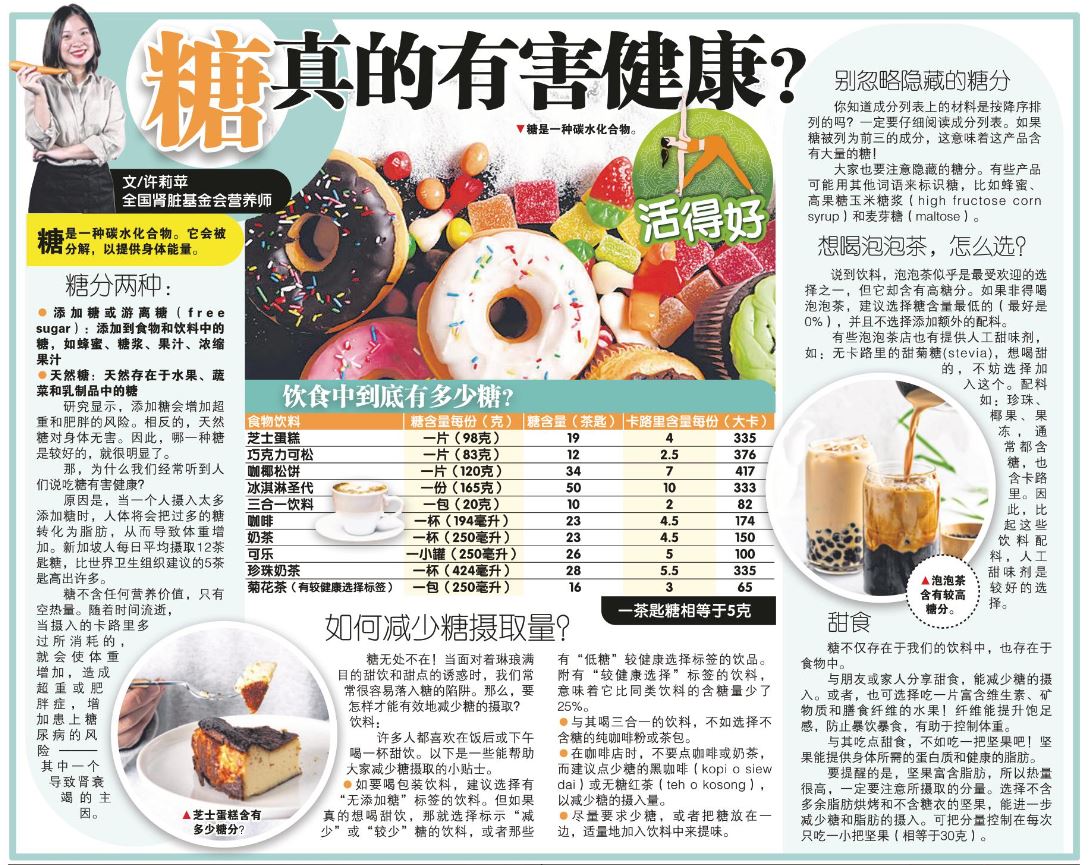 糖真的有害健康？
文/许莉苹
全国肾脏基金会营养师
▼糖是一种碳水化合物。
活得好
糖是一种碳水化合物。它会被
分解，以提供身体能量。
糖分两种：
● 添加糖或游离糖（free
sugar）：添加到食物和饮料中的
糖，如蜂蜜、糖浆、果汁、浓缩
果汁
● 天然糖：天然存在于水果、蔬
菜和乳制品中的糖
研究显示，添加糖会增加超
重和肥胖的风险。相反的，天然
糖对身体无害。因此，哪一种糖
是较好的，就很明显了。
那，为什么我们经常听到人
们说吃糖有害健康？
原因是，当一个人摄入太多
添加糖时，人体将会把过多的糖
转化为脂肪，从而导致体重增
加。新加坡人每日平均摄取12茶
匙糖，比世界卫生组织建议的5茶
匙高出许多。
糖不含任何营养价值，只有
空热量。随着时间流逝，
当摄入的卡路里多
过所消耗的，
就会使体重
增加，造成
超重或肥
胖症，增
加患上糖
尿病的风
险——
其中一个
导致肾衰
竭的主
因。
▲芝士蛋糕含有
多少糖分？
饮食中到底有多少糖？
食物饮料 糖含量每份（克） 糖含量（茶匙） 卡路里含量每份（大卡）
芝士蛋糕 一片（98克） 19 4 335
巧克力可松 一片（83克） 12 2.5 376
咖椰松饼 一片（120克） 34 7 417
冰淇淋圣代 一份（165克） 50 10 333
三合一饮料 一包（20克） 10 2 82
咖啡 一杯（194毫升） 23 4.5 174
奶茶 一杯（250毫升） 23 4.5 150
可乐 一小罐（250毫升） 26 5 100
珍珠奶茶 一杯（424毫升） 28 5.5 335
菊花茶（有较健康选择标签） 一包（250毫升） 16 3 65
一茶匙糖相等于5克
如何减少糖摄取量？
糖无处不在！当面对着琳琅满
目的甜饮和甜点的诱惑时，我们常
常很容易落入糖的陷阱。那么，要
怎样才能有效地减少糖的摄取？
饮料：
许多人都喜欢在饭后或下午
喝一杯甜饮。以下是一些能帮助
大家减少糖摄取的小贴士。
● 如要喝包装饮料，建议选择有
“无添加糖”标签的饮料。但如果
真的想喝甜饮，那就选择标示“减
少”或“较少”糖的饮料，或者那些
有“低糖”较健康选择标签的饮品。
附有“较健康选择”标签的饮料，
意味着它比同类饮料的含糖量少了
25%。
● 与其喝三合一的饮料，不如选择不
含糖的纯咖啡粉或茶包。
● 在咖啡店时，不要点咖啡或奶茶，
而建议点少糖的黑咖啡（kopi o siew
dai）或无糖红茶（teh o kosong），
以减少糖的摄入量。
● 尽量要求少糖，或者把糖放在一
边，适量地加入饮料中来提味。
别忽略隐藏的糖分
你知道成分列表上的材料是按降序排
列的吗？一定要仔细阅读成分列表。如果
糖被列为前三的成分，这意味着这产品含
有大量的糖！
大家也要注意隐藏的糖分。有些产品
可能用其他词语来标识糖，比如蜂蜜、
高果糖玉米糖浆（high fructose corn
syrup）和麦芽糖（maltose）。
想喝泡泡茶，怎么选？
说到饮料，泡泡茶似乎是最受欢迎的选
择之一，但它却含有高糖分。如果非得喝
泡泡茶，建议选择糖含量最低的（最好是
0%），并且不选择添加额外的配料。
有些泡泡茶店也有提供人工甜味剂，
如：无卡路里的甜菊糖(stevia)，想喝甜
的，不妨选择加
入这个。配料
如：珍珠、
椰果、果
冻，通
常都含
糖，也
含卡路
里。因
此，比
起这些
饮料配
料，人工
甜味剂是
较好的选
择。
▲泡泡茶
含有较高
糖分。
甜食
糖不仅存在于我们的饮料中，也存在于
食物中。
与朋友或家人分享甜食，能减少糖的摄
入。或者，也可选择吃一片富含维生素、矿
物质和膳食纤维的水果！纤维能提升饱足
感，防止暴饮暴食，有助于控制体重。
与其吃点甜食，不如吃一把坚果吧！坚
果能提供身体所需的蛋白质和健康的脂肪。
要提醒的是，坚果富含脂肪，所以热量
很高，一定要注意所摄取的分量。选择不含
多余脂肪烘烤和不含糖衣的坚果，能进一步
减少糖和脂肪的摄入。可把分量控制在每次
只吃一小把坚果（相等于30克）。